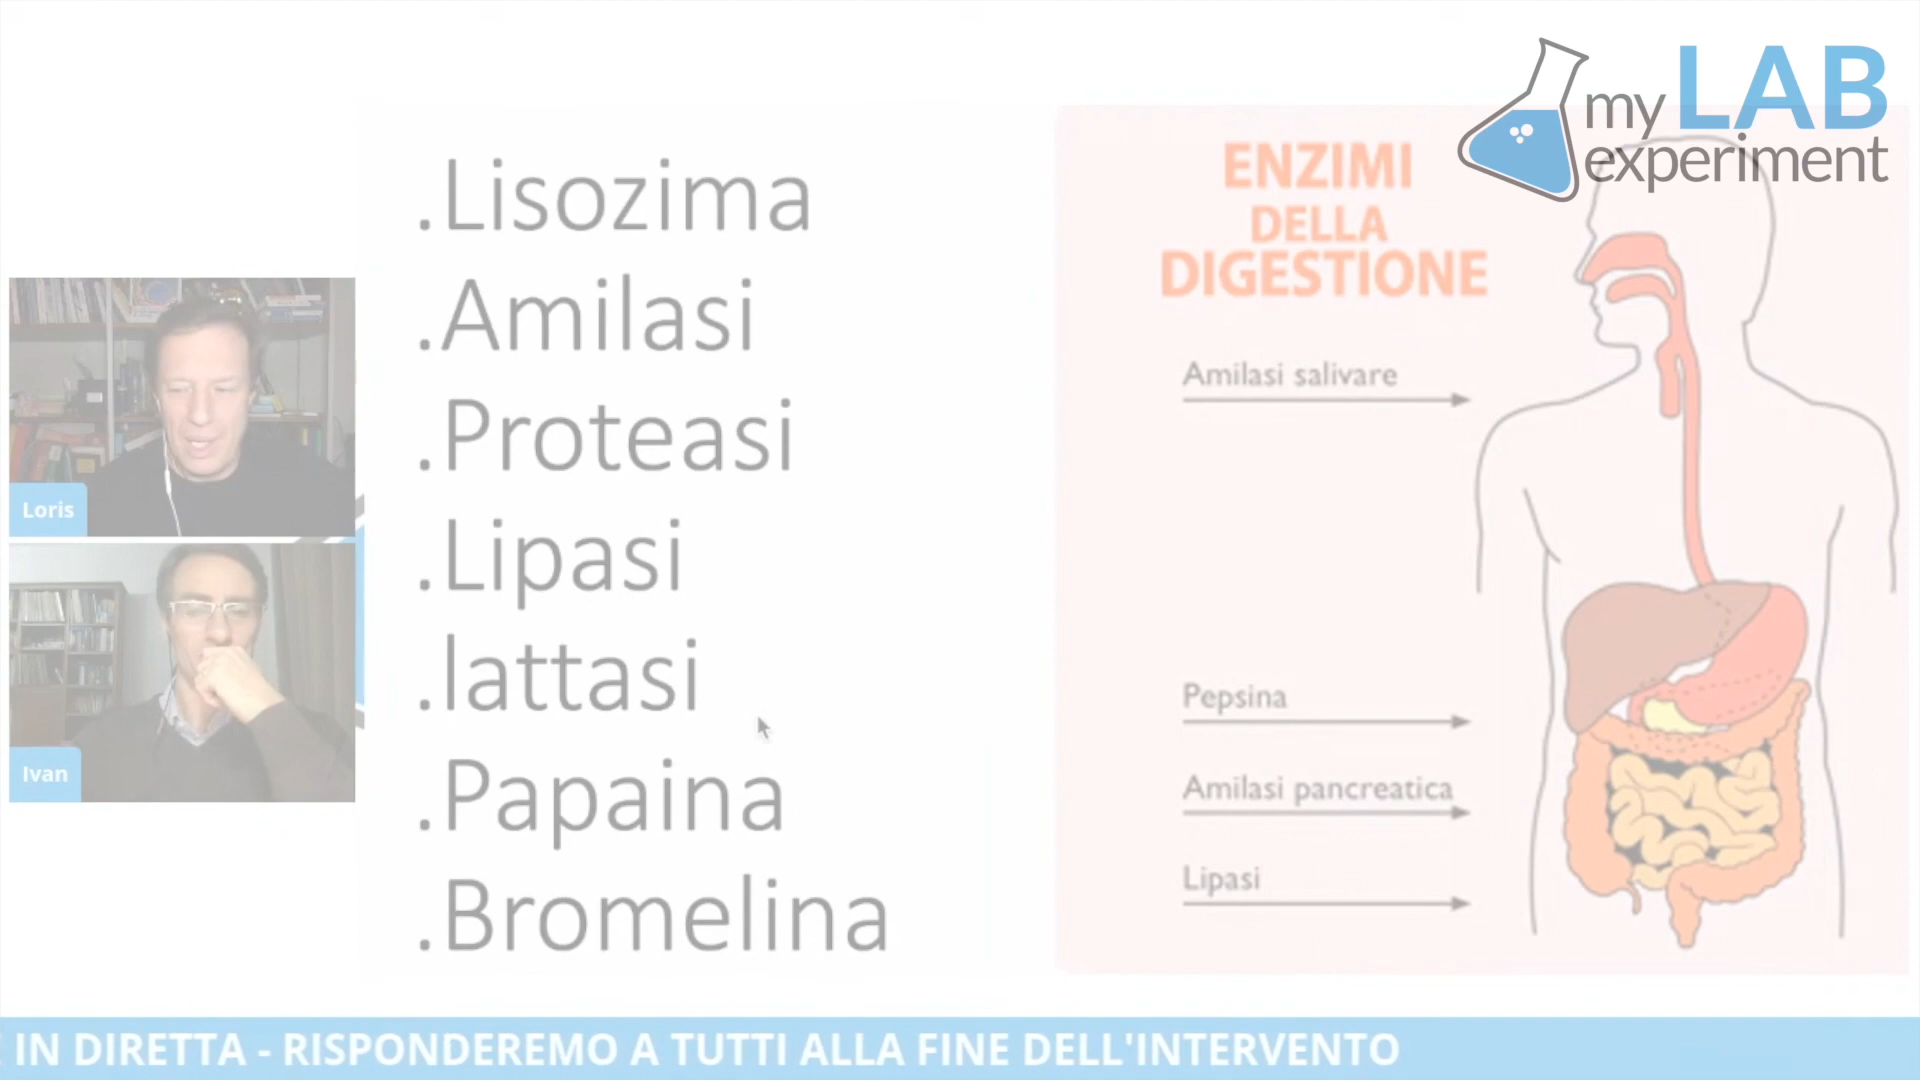 my LAB
experiment
.Lisozima
.Amilasi
.Proteasi
.Lipasi
.lattasi
.Papaina
.Bromelina
ENZIMI
DELLA
DIGESTIONE
Amilasi salivare
Pepsina
Amilasi pancreatica
Lipasi
Loris
Ivan
IN DIRETTA - RISPONDEREMO A TUTTI ALLA FINE DELL'INTERVENTO